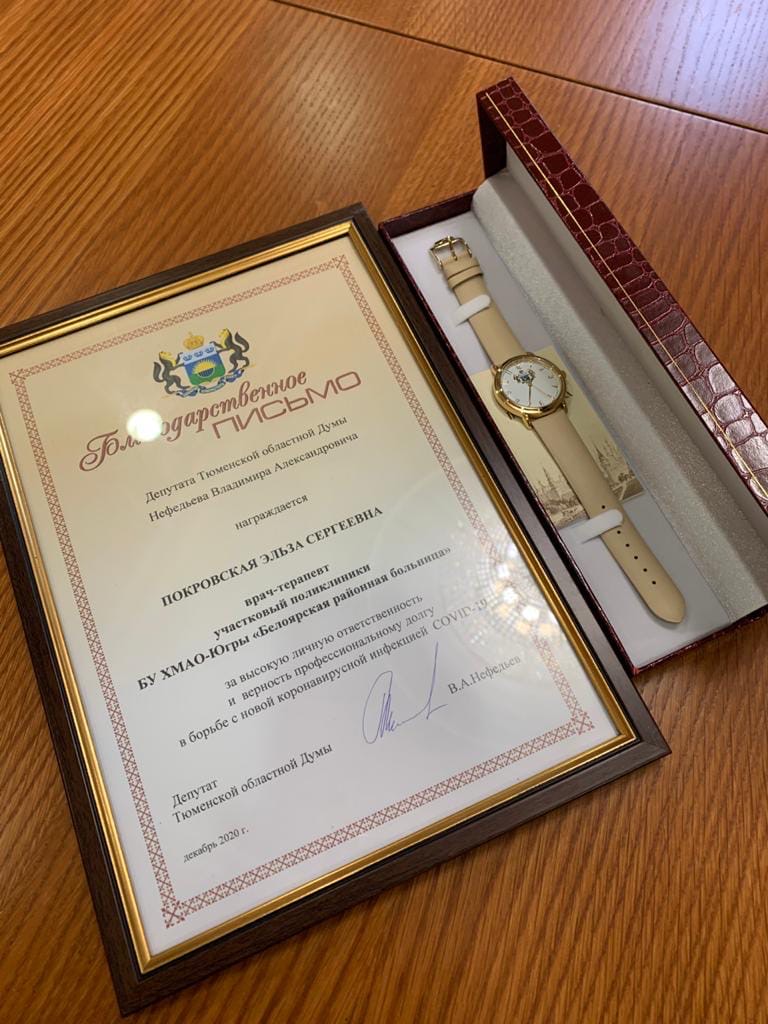 Благодарственное
ПИСЬМО
Депутата Тюменской областной Думы
Нефедьева Владимира Александровича
награждается
ПОКРОВСКАЯ ЭЛЬЗА СЕРГЕЕВНА
врач-терапевт
участковый поликлиники
БУ ХМАО-Югры «Белоярская районная больница»
за высокую личную ответственность
и верность профессиональному долгу
в борьбе с новой коронавирусной инфекцией COVID-19
Депутат
Тюменской областной Думы
В.А.Нефедьев
декабрь 2020 г.